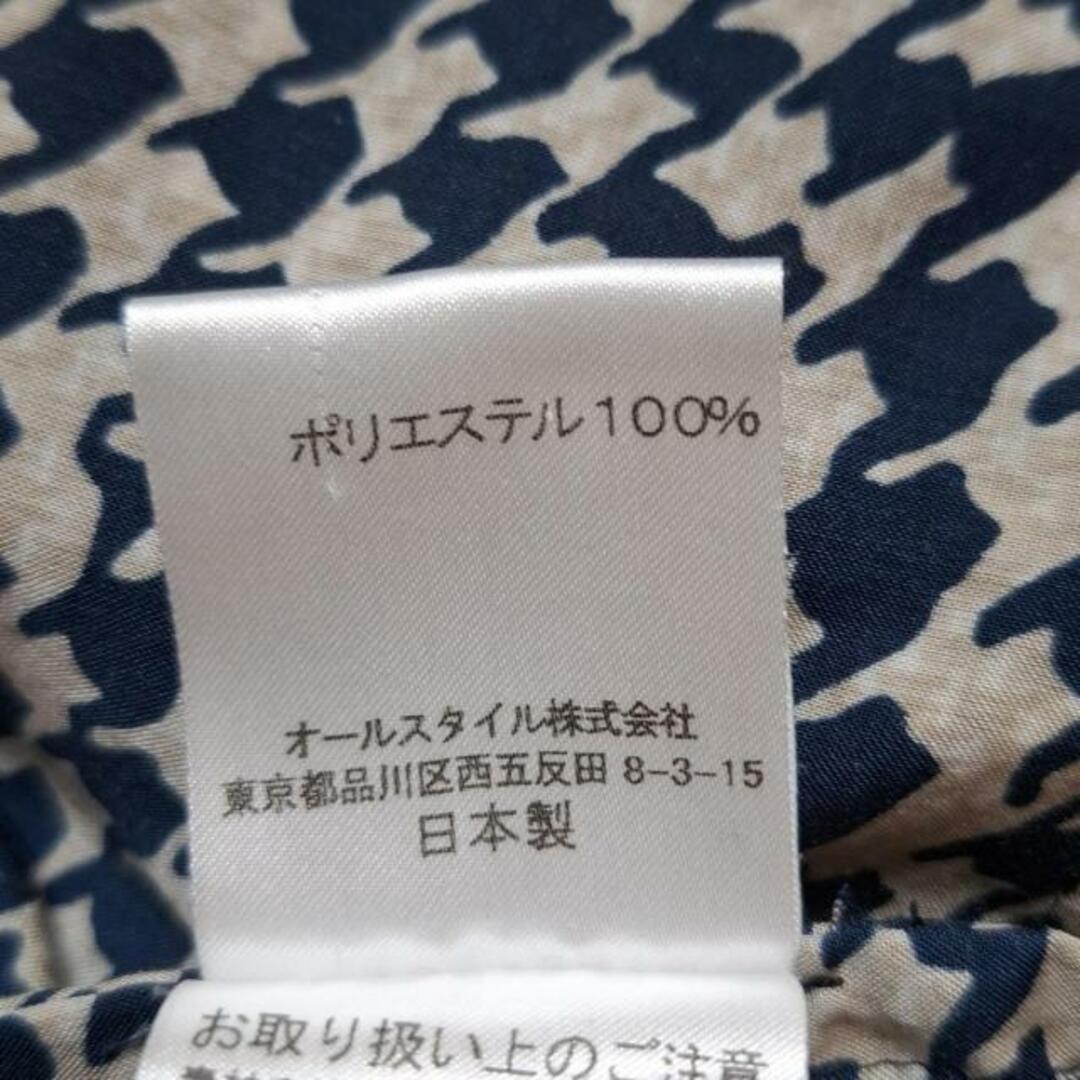 ポリエステル100%
オールスタイル株式会社
東京都品川区西五反田 8-3-15
日本製
お取り扱い上のご注意